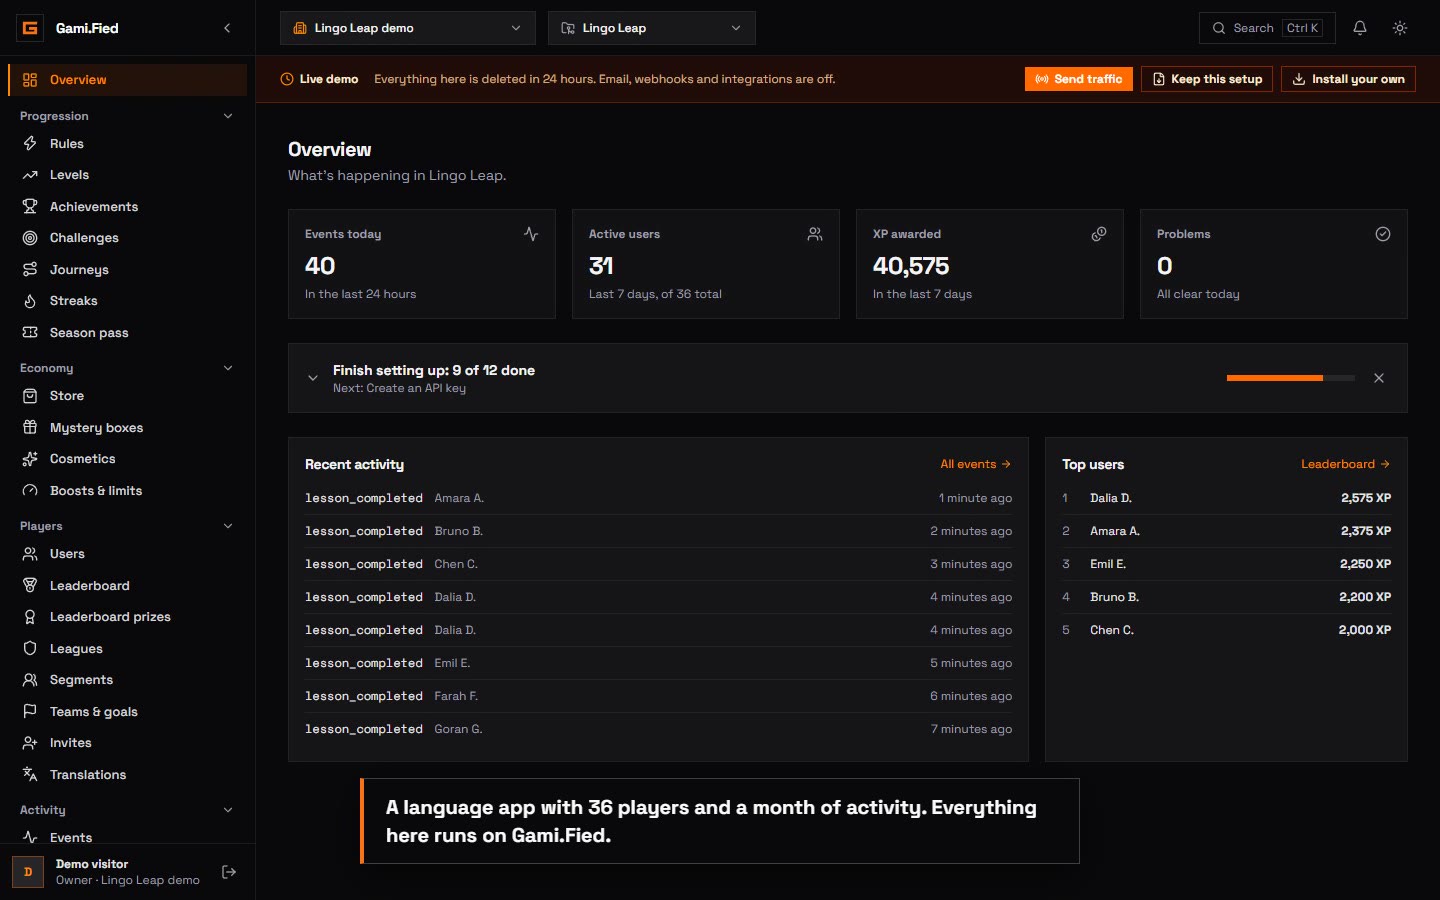 Gami.Fied
Lingo Leap demo
Lingo Leap
Search Ctrl K
Live demo Everything here is deleted in 24 hours. Email, webhooks and integrations are off.
Send traffic
Keep this setup
Install your own
Overview
Progression
Rules
Levels
Achievements
Challenges
Journeys
Streaks
Season pass
Economy
Store
Mystery boxes
Cosmetics
Boosts & limits
Players
Users
Leaderboard
Leaderboard prizes
Leagues
Segments
Teams & goals
Invites
Translations
Activity
Events
D
Demo visitor
Owner · Lingo Leap demo
Overview
What's happening in Lingo Leap.
Events today
40
In the last 24 hours
Active users
31
Last 7 days, of 36 total
XP awarded
40,575
In the last 7 days
Problems
0
All clear today
Finish setting up: 9 of 12 done
Next: Create an API key
Recent activity All events →
lesson_completed Amara A. 1 minute ago
lesson_completed Bruno B. 2 minutes ago
lesson_completed Chen C. 3 minutes ago
lesson_completed Dalia D. 4 minutes ago
lesson_completed Dalia D. 4 minutes ago
lesson_completed Emil E. 5 minutes ago
lesson_completed Farah F. 6 minutes ago
lesson_completed Goran G. 7 minutes ago
Top users Leaderboard →
1 Dalia D. 2,575 XP
2 Amara A. 2,375 XP
3 Emil E. 2,250 XP
4 Bruno B. 2,200 XP
5 Chen C. 2,000 XP
A language app with 36 players and a month of activity. Everything
here runs on Gami.Fied.